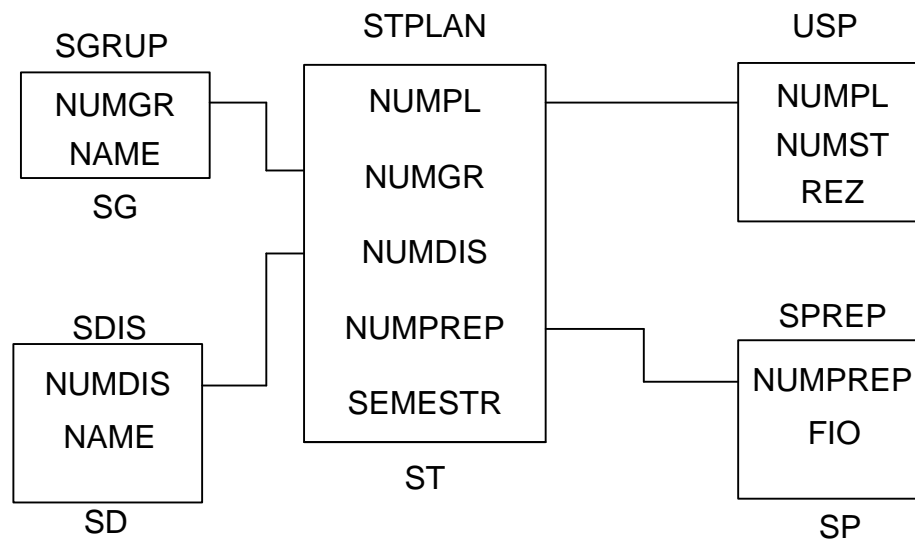 SGRUP
NUMGR
NAME
SG
SDIS
NUMDIS
NAME
SD
STPLAN
NUMPL
NUMGR
NUMDIS
NUMPREP
SEMESTR
ST
USP
NUMPL
NUMST
REZ
SPREP
NUMPREP
FIO
SP